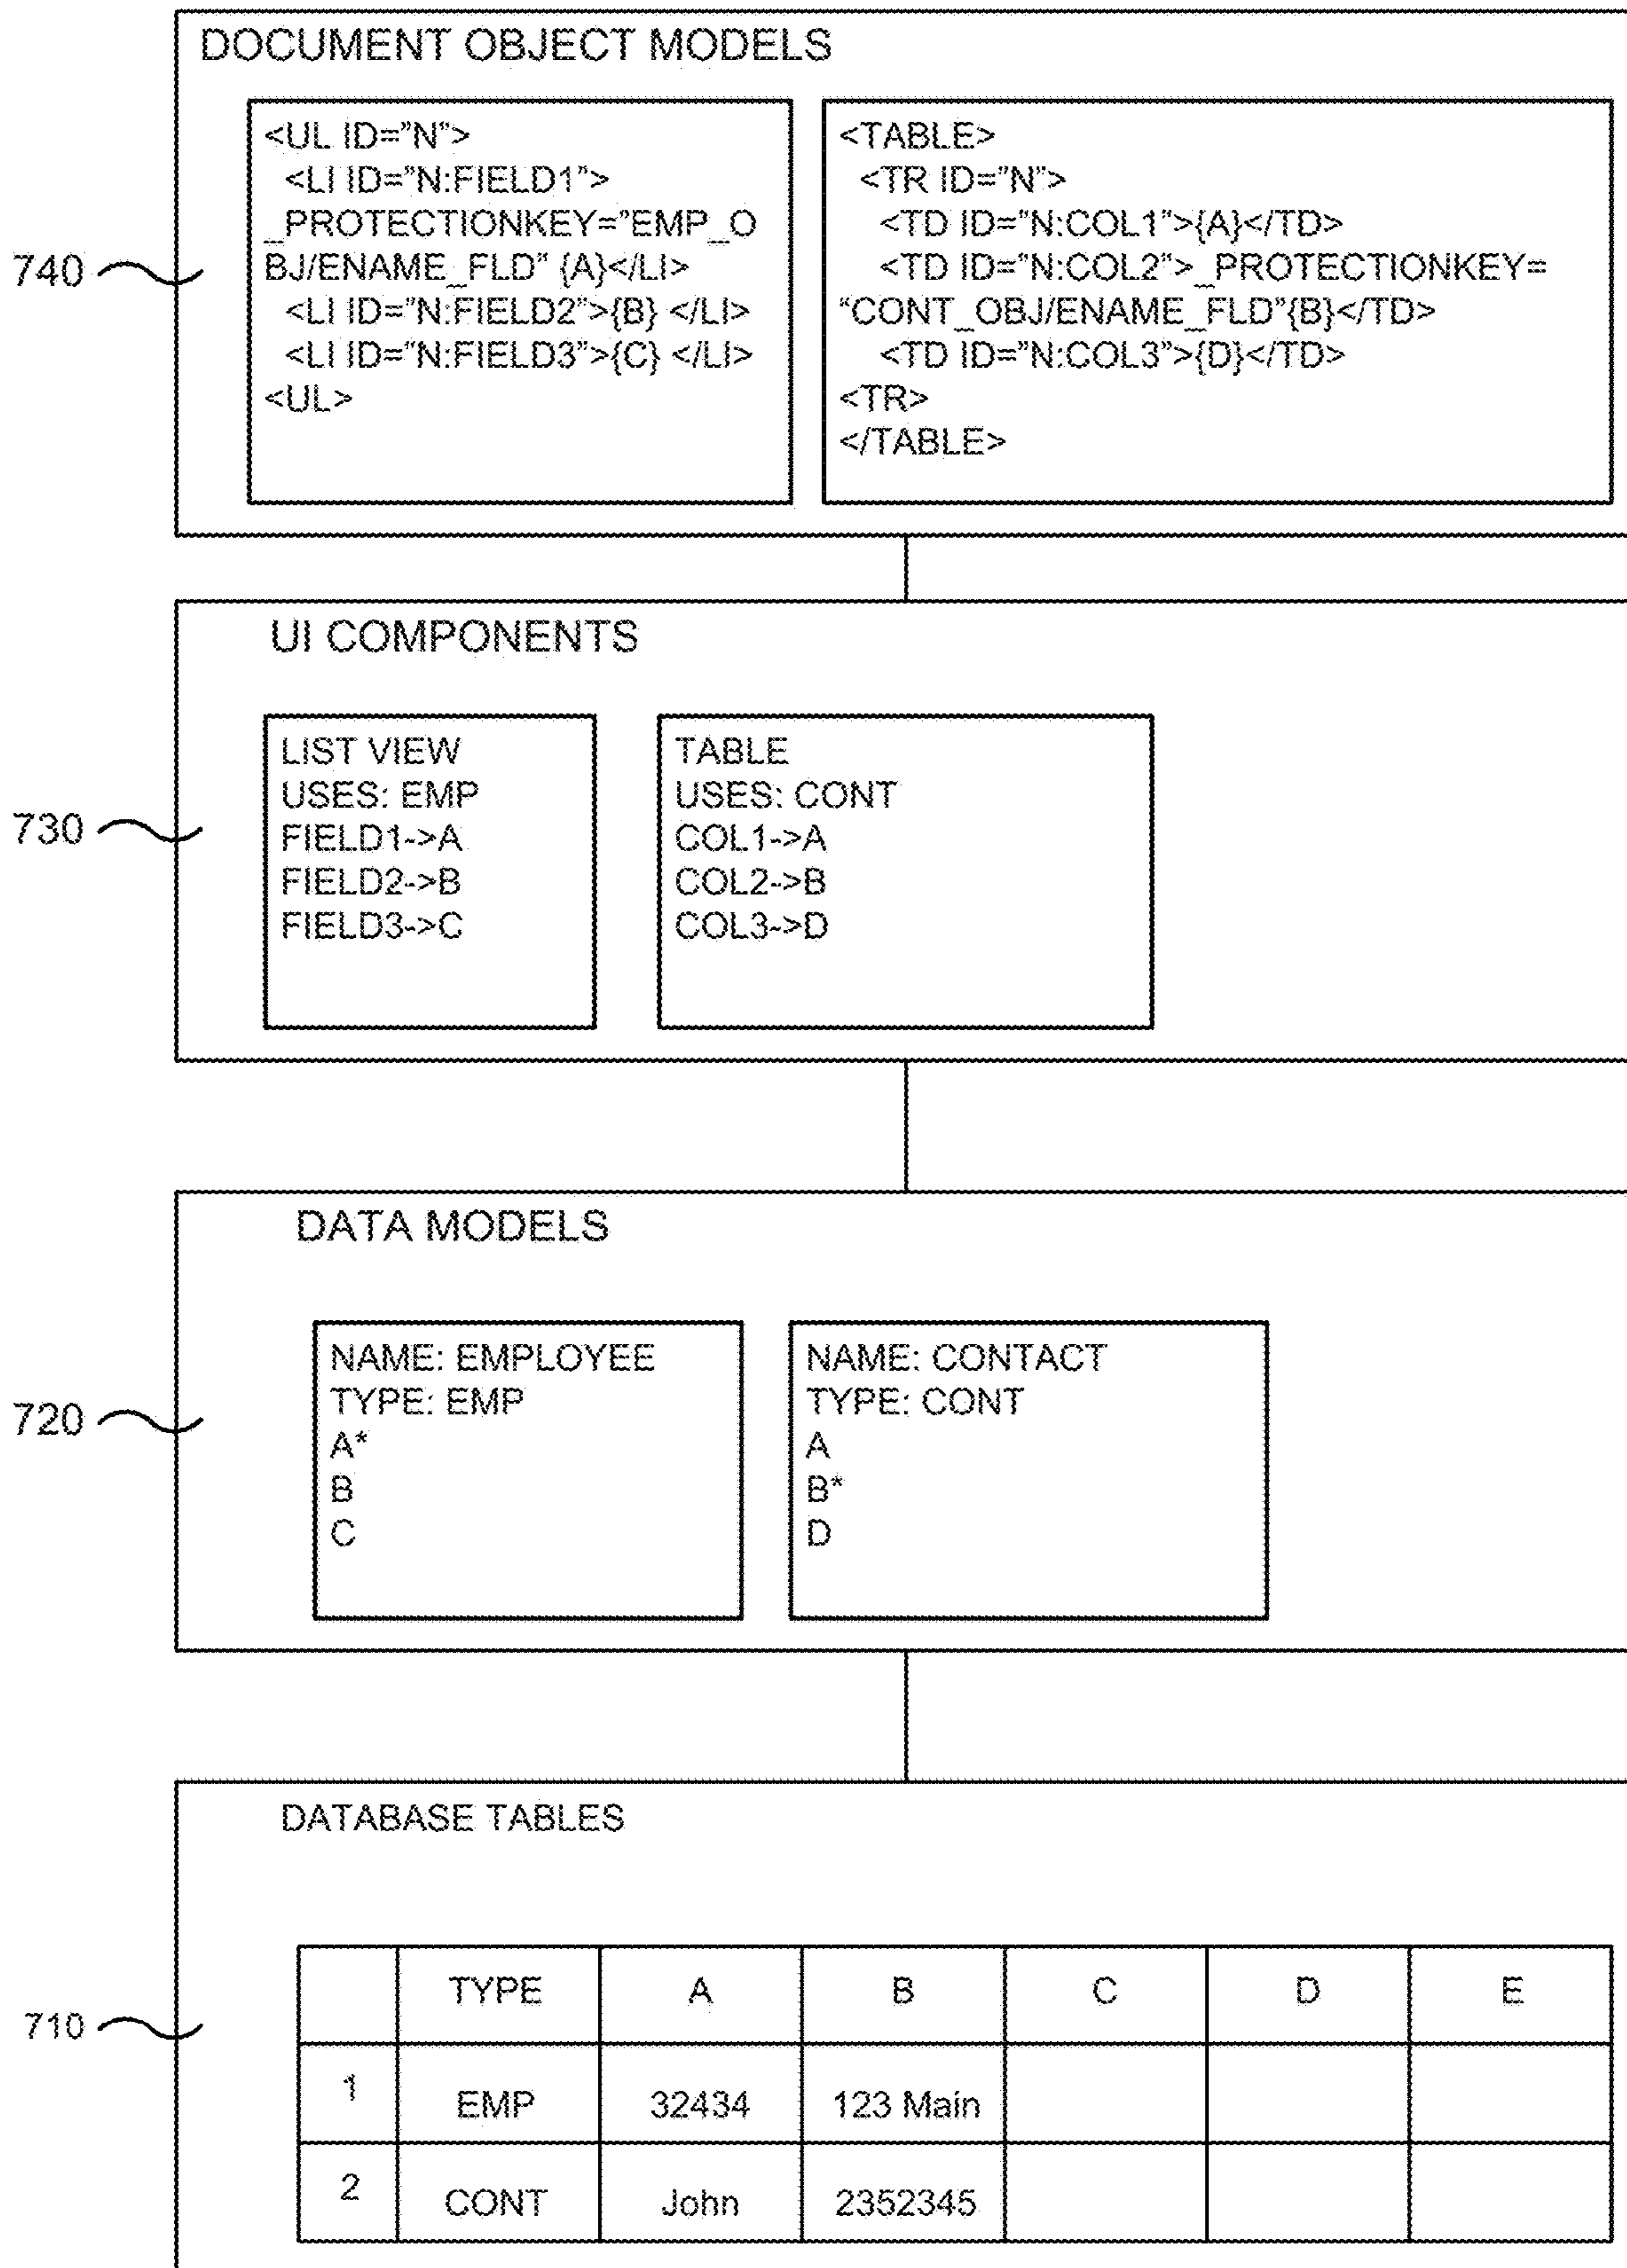 DOCUMENT OBJECT MODELS
<UL ID=”N”>
<LI ID=”N:FIELD1”>
_PROTECTIONKEY=”EMP_O
BJ/ENAME_FLD” {A}</LI>
<LI ID=”N:FIELD2”>{B} </LI>
<LI ID=”N:FIELD3”>{C} </LI>
<UL>
<TABLE>
<TR ID=”N”>
<TD ID=”N:COL1”>{A}</TD>
<TD ID=”N:COL2”>_PROTECTIONKEY=
“CONT_OBJ/ENAME_FLD”{B}</TD>
<TD ID=”N:COL3”>{D}</TD>
<TR>
</TABLE>
740
UI COMPONENTS
LIST VIEW
USES: EMP
FIELD1->A
FIELD2->B
FIELD3->C
TABLE
USES: CONT
COL1->A
COL2->B
COL3->D
730
DATA MODELS
NAME: EMPLOYEE
TYPE: EMP
A*
B
C
NAME: CONTACT
TYPE: CONT
A
B*
D
720
DATABASE TABLES
TYPE A B C D E
1 EMP 32434 123 Main
2 CONT John 2352345
710